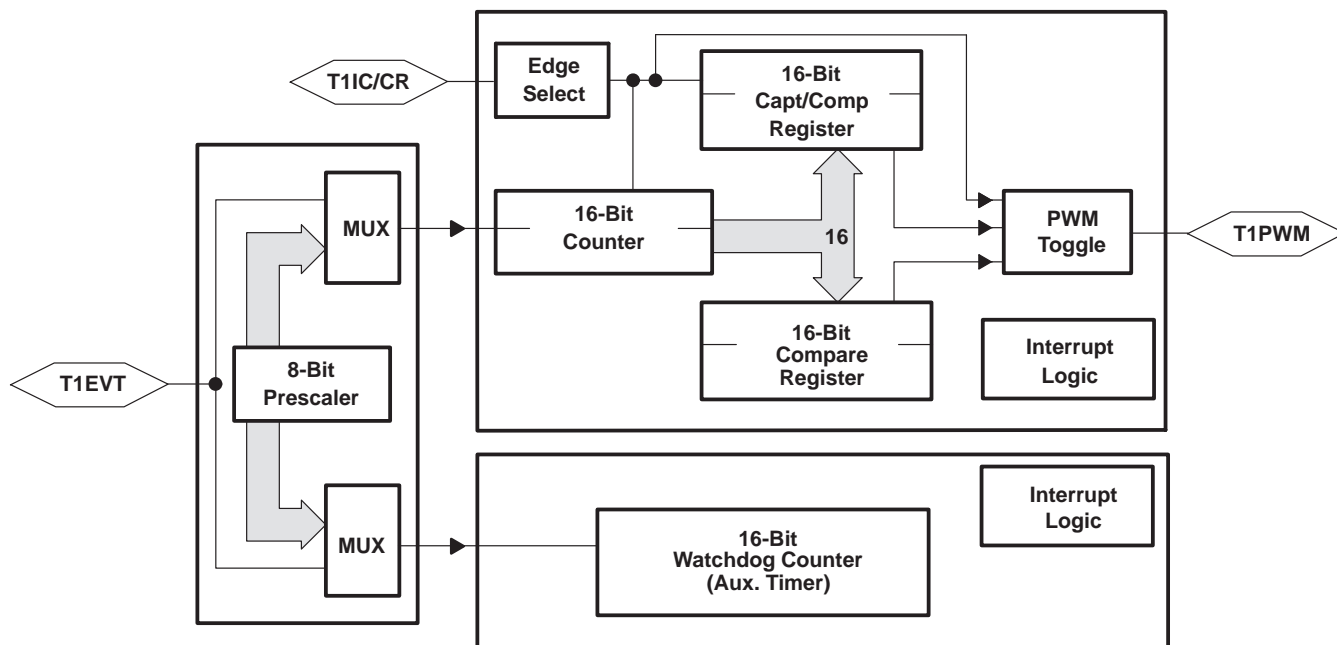 T1IC/CR
Edge
Select
16-Bit
Capt/Comp
Register
MUX
16-Bit
Counter
16
PWM
Toggle
T1PWM
T1EVT
8-Bit
Prescaler
16-Bit
Compare
Register
Interrupt
Logic
MUX
16-Bit
Watchdog Counter
(Aux. Timer)
Interrupt
Logic